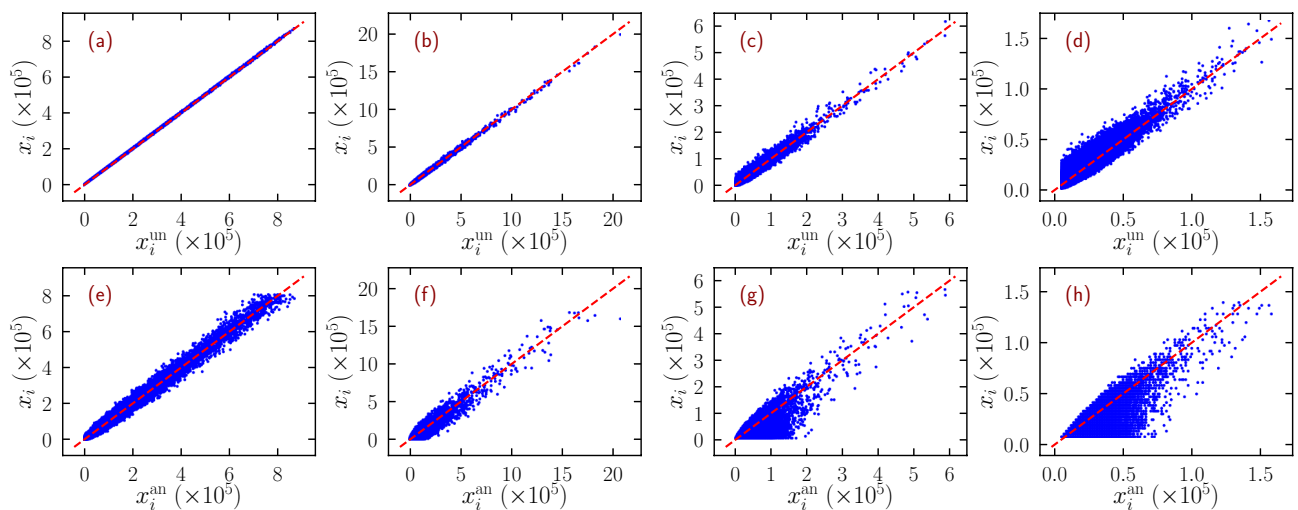 (a)
x_i (×10^5)
8
6
4
2
0
0 2 4 6 8
x_i^un (×10^5)
(b)
x_i (×10^5)
20
15
10
5
0
0 5 10 15 20
x_i^un (×10^5)
(c)
x_i (×10^5)
6
5
4
3
2
1
0
0 1 2 3 4 5 6
x_i^un (×10^5)
(d)
x_i (×10^5)
1.5
1.0
0.5
0.0
0.0 0.5 1.0 1.5
x_i^un (×10^5)
(e)
x_i (×10^5)
8
6
4
2
0
0 2 4 6 8
x_i^an (×10^5)
(f)
x_i (×10^5)
20
15
10
5
0
0 5 10 15 20
x_i^an (×10^5)
(g)
x_i (×10^5)
6
5
4
3
2
1
0
0 1 2 3 4 5 6
x_i^an (×10^5)
(h)
x_i (×10^5)
1.5
1.0
0.5
0.0
0.0 0.5 1.0 1.5
x_i^an (×10^5)